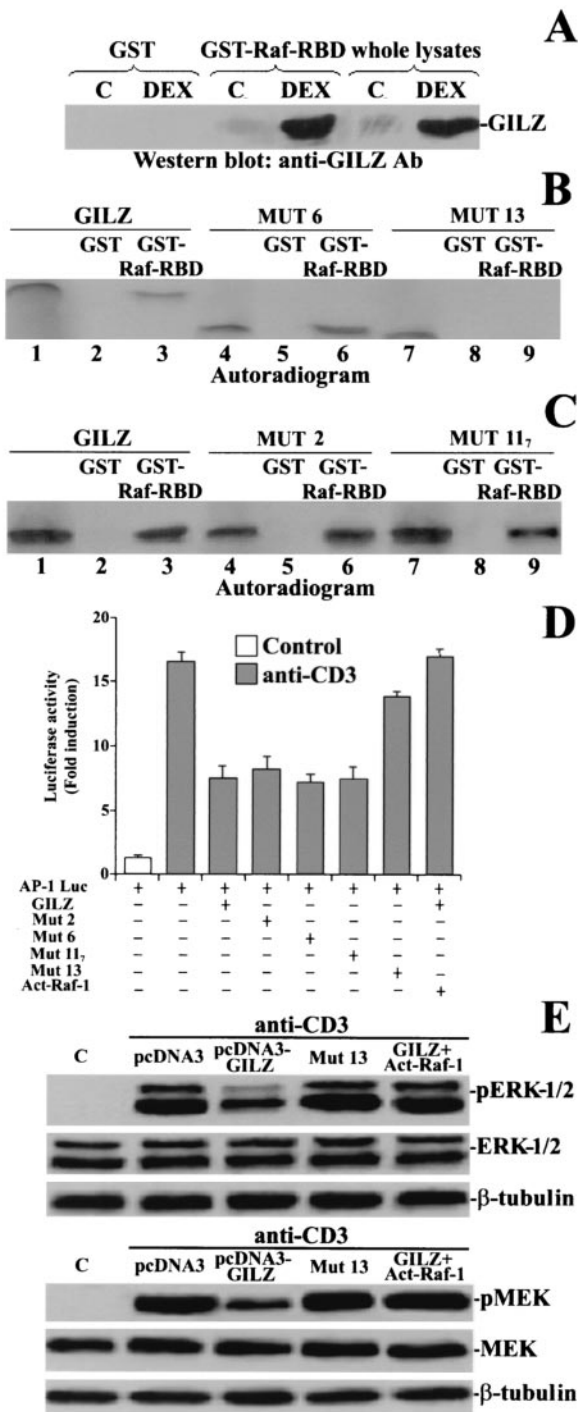 A
GST GST-Raf-RBD whole lysates
C DEX C DEX C DEX
-GILZ
Western blot: anti-GILZ Ab
B
GILZ MUT 6 MUT 13
GST GST- GST GST- GST GST-
Raf-RBD Raf-RBD Raf-RBD
1 2 3 4 5 6 7 8 9
Autoradiogram
C
GILZ MUT 2 MUT 11₇
GST GST- GST GST- GST GST-
Raf-RBD Raf-RBD Raf-RBD
1 2 3 4 5 6 7 8 9
Autoradiogram
D
Luciferase activity
(Fold induction)
20
15
10
5
0
Control
anti-CD3
AP-1 Luc + + + + + + + +
GILZ – – + – – – – +
Mut 2 – – – + – – – –
Mut 6 – – – – + – – –
Mut 11₇ – – – – – + – –
Mut 13 – – – – – – + –
Act-Raf-1 – – – – – – – +
E
anti-CD3
C pcDNA3 pcDNA3- Mut 13 GILZ+
GILZ Act-Raf-1
-pERK-1/2
-ERK-1/2
-β-tubulin
anti-CD3
C pcDNA3 pcDNA3- Mut 13 GILZ+
GILZ Act-Raf-1
-pMEK
-MEK
-β-tubulin